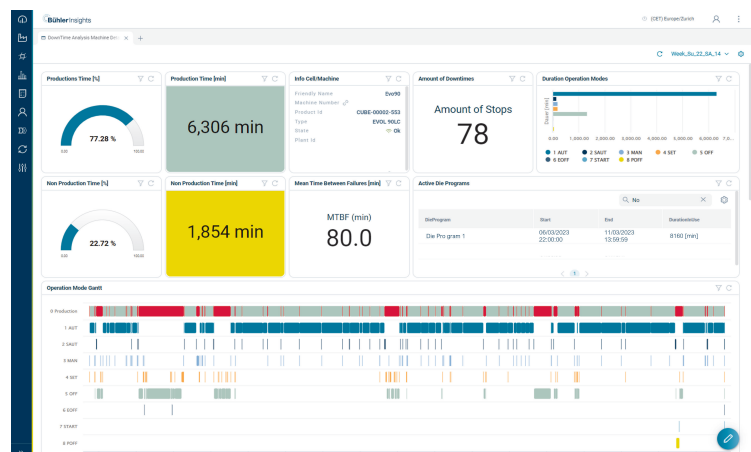 BühlerInsights
(CET) Europe/Zurich
DownTime Analysis Machine Dri
Week_Su_22_SA_14
Productions Time [%]
77.28 %
0.00
100.00
Production Time [min]
6,306 min
Info Cell/Machine
Friendly Name Evo90
Machine Number
Product Id CUBE-00002-553
Type EVOL 90LC
State Ok
Plant Id
Amount of Downtimes
Amount of Stops
78
Duration Operation Modes
Dauer [min]
0.00 1,000.00 2,000.00 3,000.00 4,000.00 5,000.00 6,000.00 7,0...
1 AUT 2 SAUT 3 MAN 4 SET 5 OFF
6 EOFF 7 START 8 POFF
Non Production Time [%]
22.72 %
0.00
100.00
Non Production Time [min]
1,854 min
Mean Time Between Failures [min]
MTBF (min)
80.0
Active Die Programs
No
DieProgram Start End
Die Pro gram 1 06/03/2023 22:00:00 11/03/2023 13:59:59 8160 [min]
1
Operation Mode Gantt
0 Production
1 AUT
2 SAUT
3 MAN
4 SET
5 OFF
6 EOFF
7 START
8 POFF